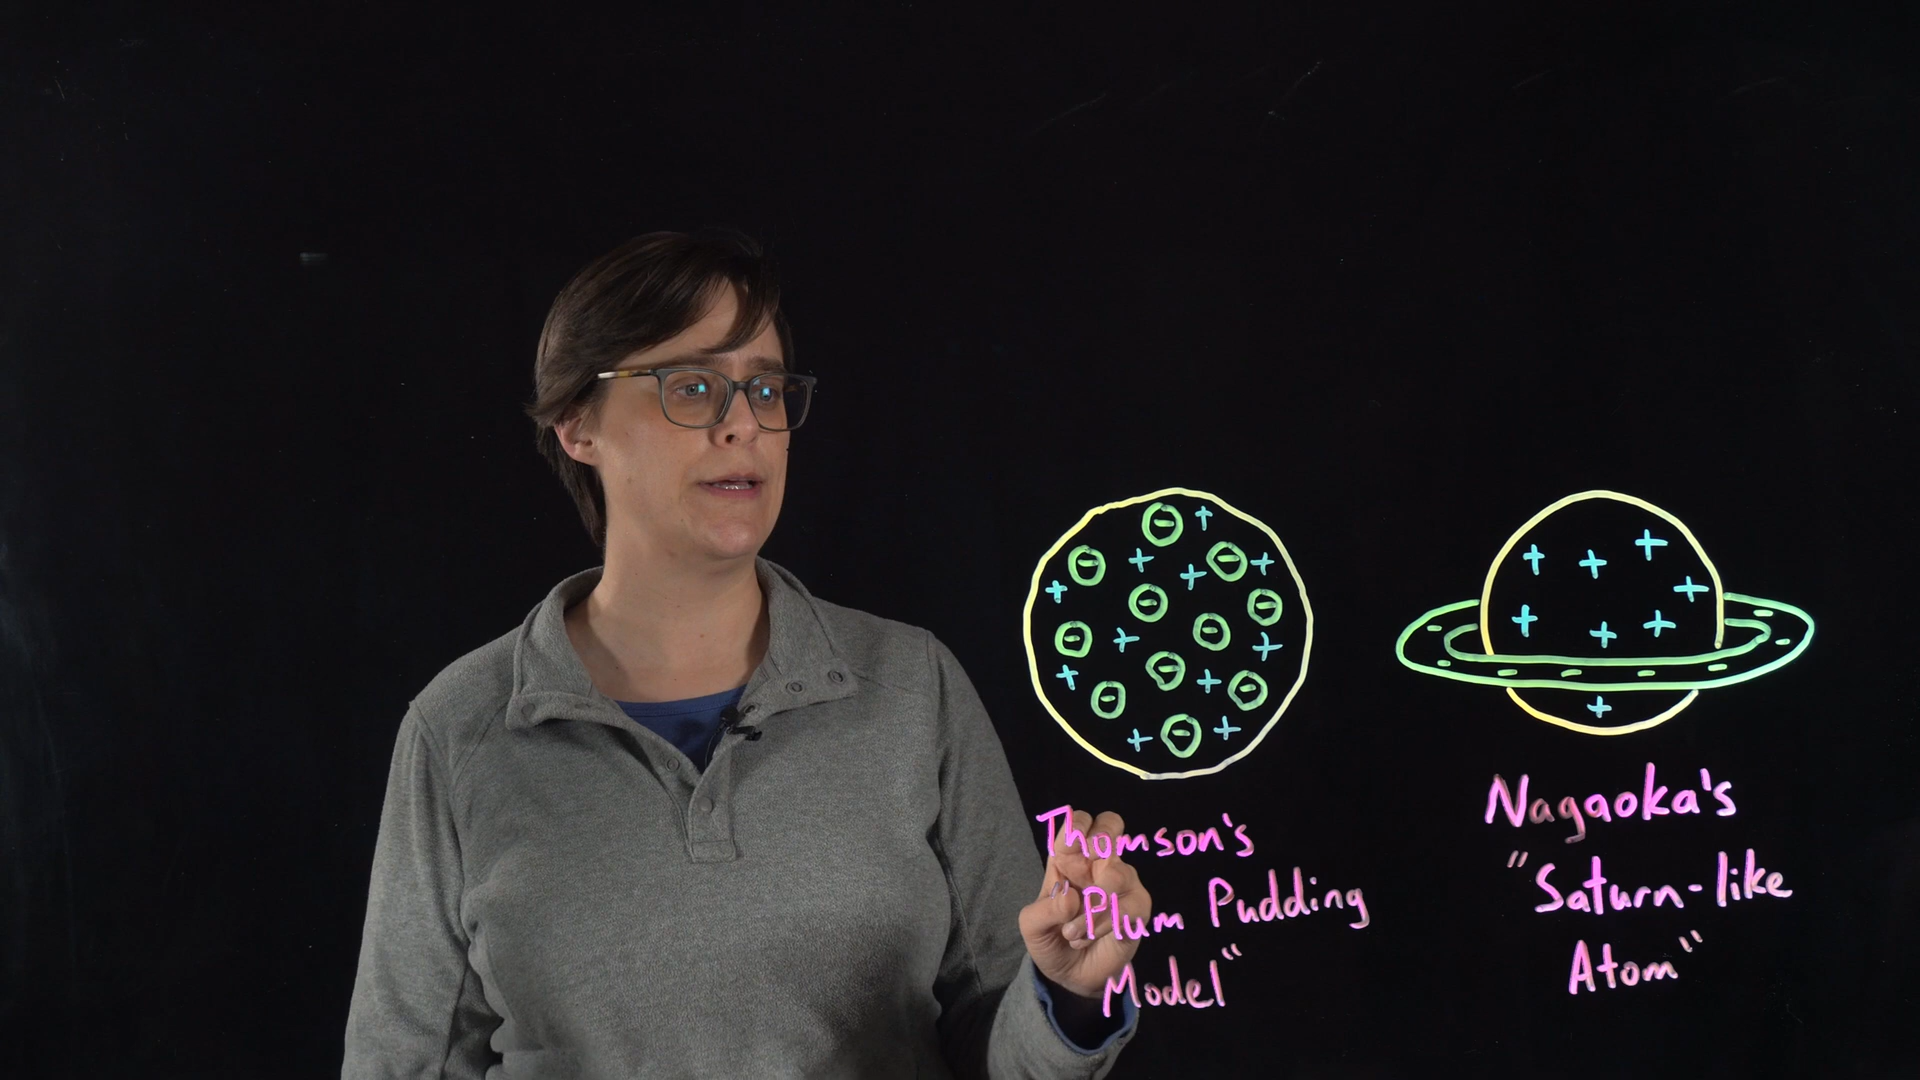 Thomson's
"Plum Pudding
Model"
Nagaoka's
"Saturn-like
Atom"